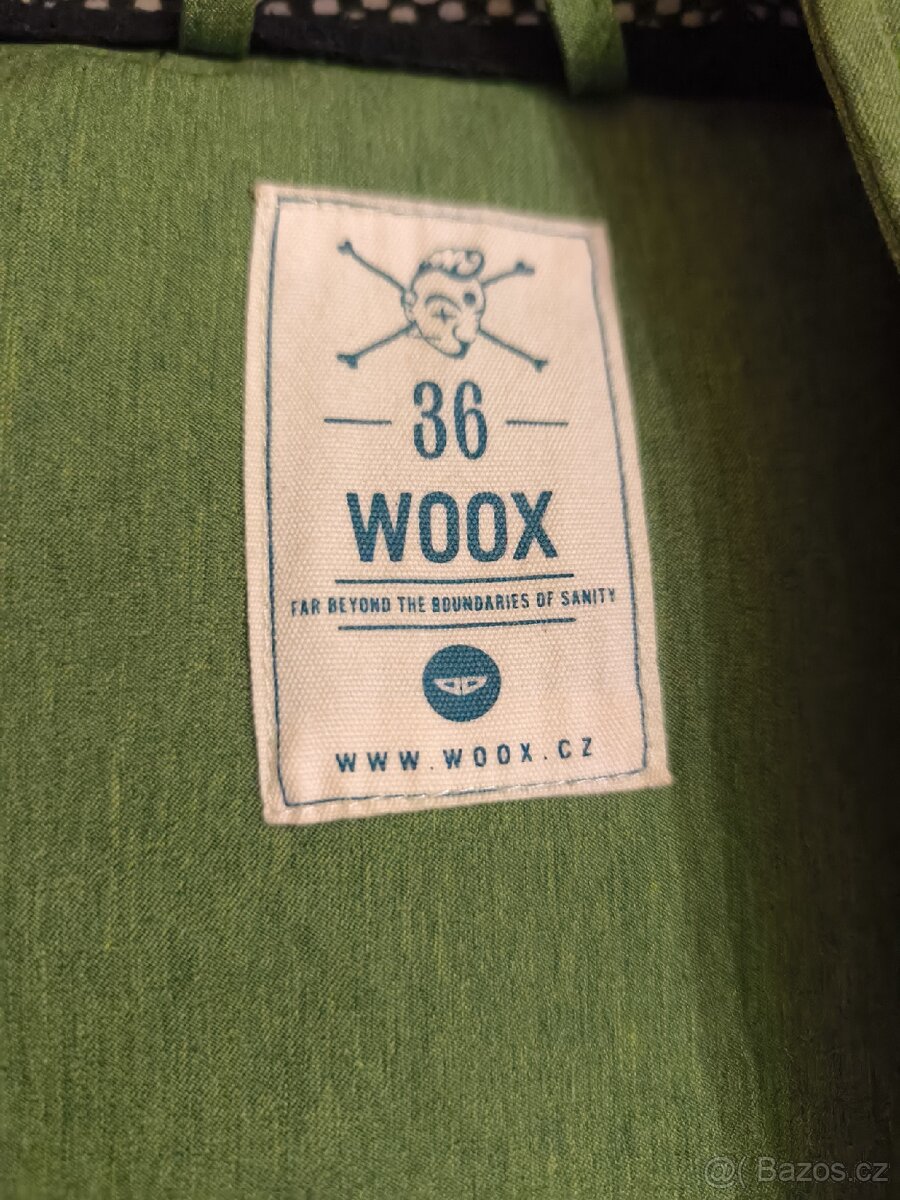 36
WOOX
FAR BEYOND THE BOUNDARIES OF SANITY
WWW.WOOX.CZ
@( Bazos.cz